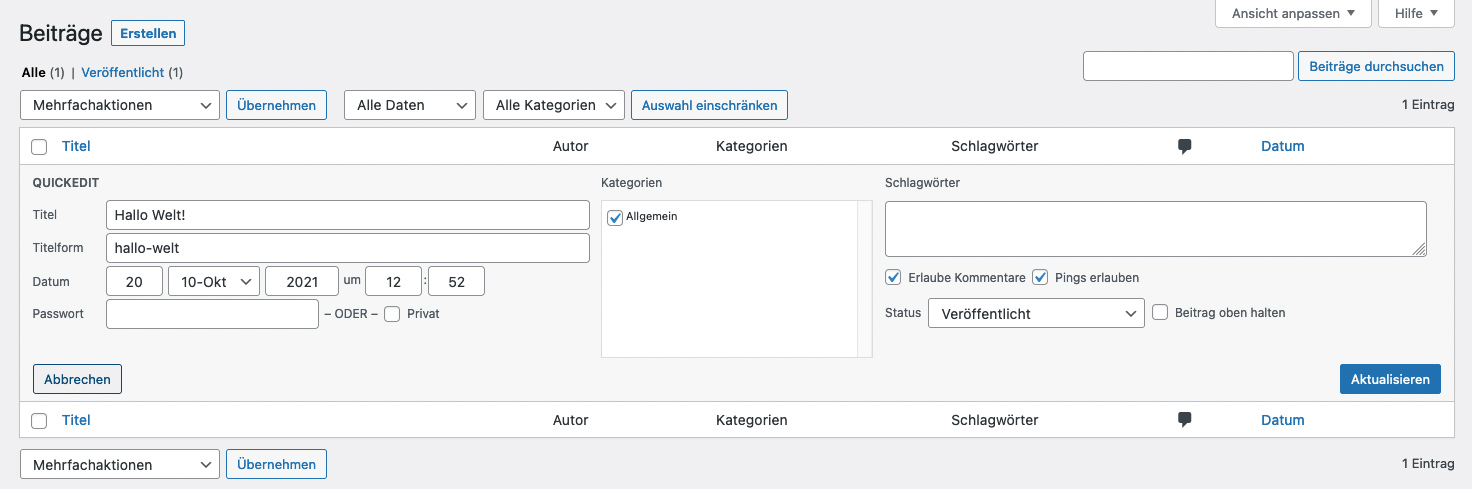 Ansicht anpassen Hilfe
Beiträge Erstellen
Alle (1) | Veröffentlicht (1)
Beiträge durchsuchen
Mehrfachaktionen Übernehmen Alle Daten Alle Kategorien Auswahl einschränken 1 Eintrag
Titel Autor Kategorien Schlagwörter Datum
QUICKEDIT Kategorien Schlagwörter
Titel Hallo Welt! Allgemein
Titelform hallo-welt
Datum 20 10-Okt 2021 um 12 : 52 Erlaube Kommentare Pings erlauben
Passwort – ODER – Privat Status Veröffentlicht Beitrag oben halten
Abbrechen Aktualisieren
Titel Autor Kategorien Schlagwörter Datum
Mehrfachaktionen Übernehmen 1 Eintrag